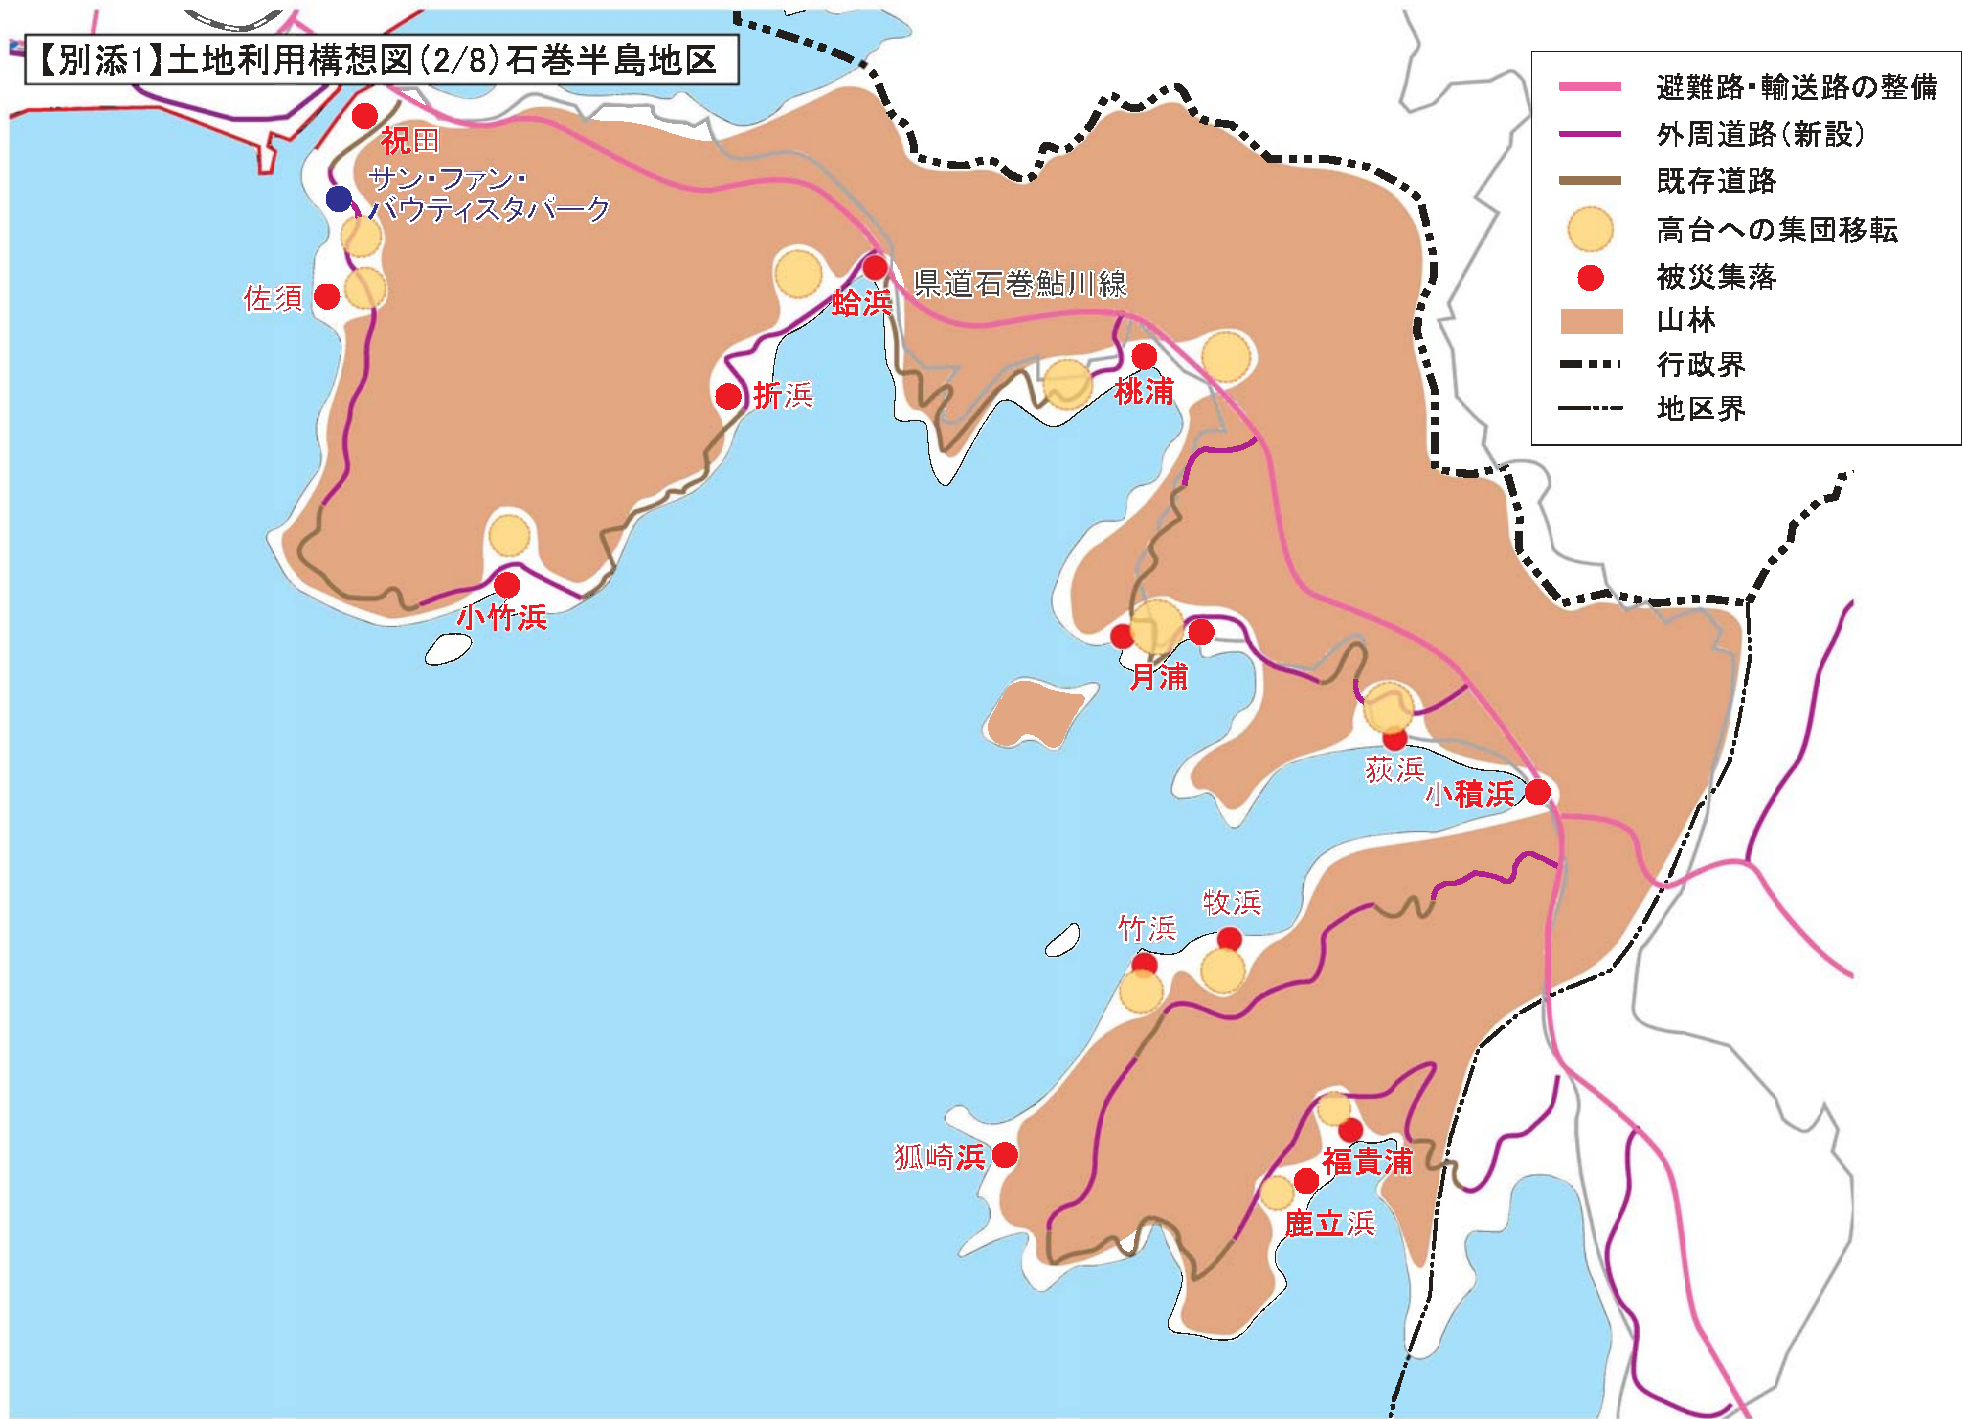 【別添1】土地利用構想図(2/8)石巻半島地区
避難路・輸送路の整備
外周道路(新設)
既存道路
高台への集団移転
被災集落
山林
行政界
地区界
祝田
サン・ファン・
バウティスタパーク
佐須
蛤浜
県道石巻鮎川線
折浜
桃浦
小竹浜
月浦
荻浜
小積浜
牧浜
竹浜
狐崎浜
福貴浦
鹿立浜